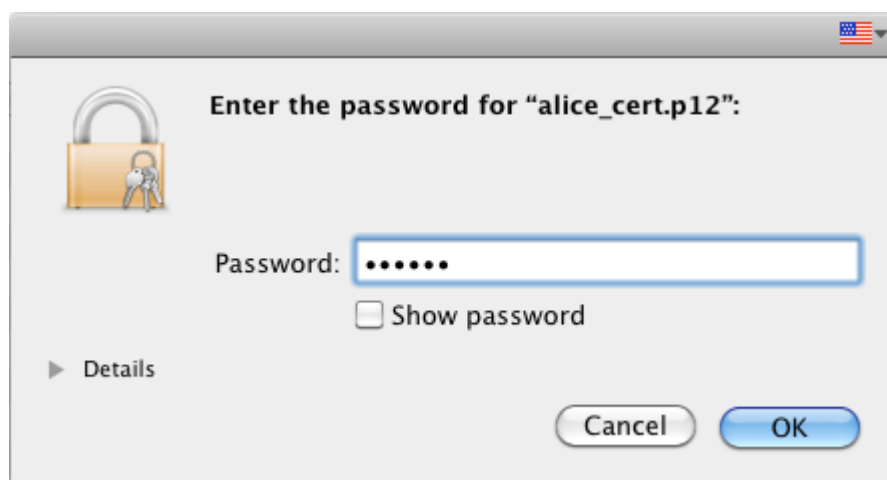 Enter the password for “alice_cert.p12”:
Password: ••••••
Show password
Details
Cancel OK